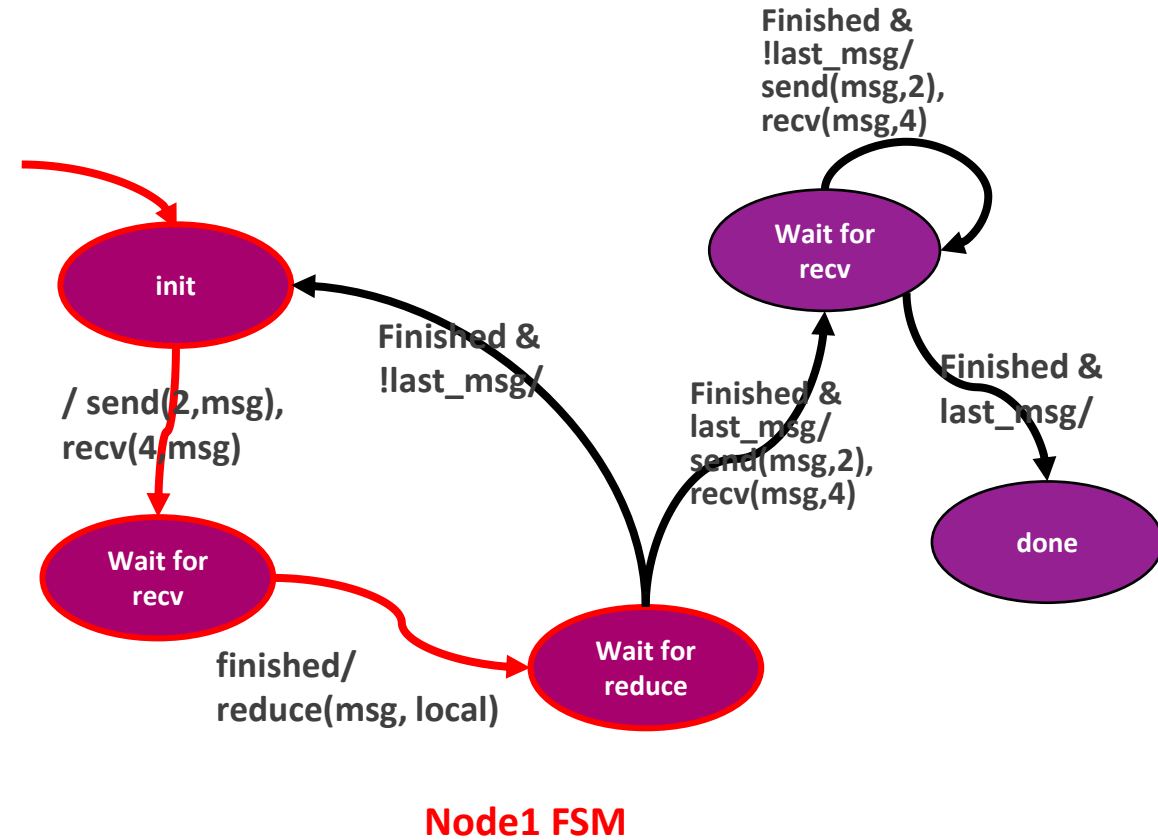 Finished &
!last_msg/
send(msg,2),
recv(msg,4)
Wait for
recv
init
Finished &
!last_msg/
Finished &
last_msg/
/ send(2,msg),
recv(4,msg)
Finished &
last_msg/
send(msg,2),
recv(msg,4)
Wait for
recv
done
finished/
reduce(msg, local)
Wait for
reduce
Node1 FSM